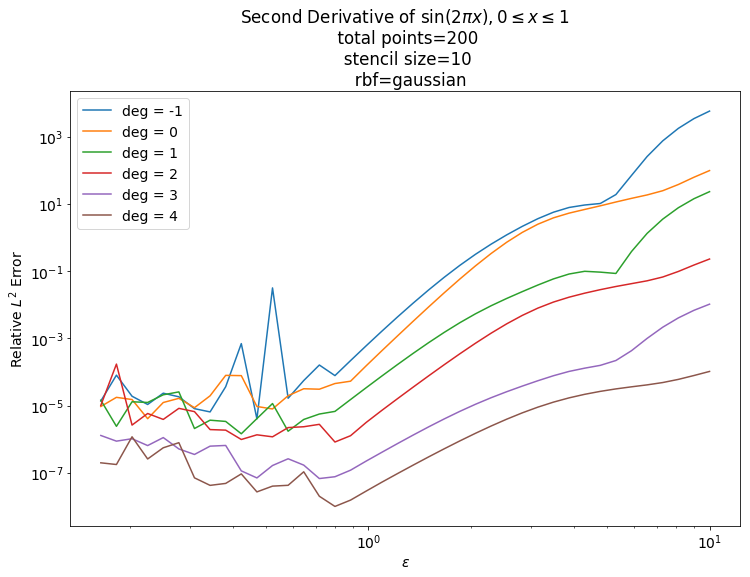 Second Derivative of sin(2πx), 0 ≤ x ≤ 1
total points=200
stencil size=10
rbf=gaussian
deg = -1
deg = 0
deg = 1
deg = 2
deg = 3
deg = 4
Relative L² Error
10³
10¹
10⁻¹
10⁻³
10⁻⁵
10⁻⁷
10⁰
10¹
ε